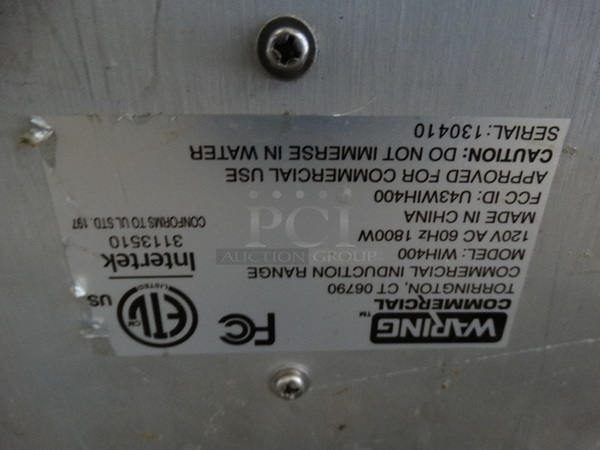 WARING™
COMMERCIAL
TORRINGTON, CT 06790
COMMERCIAL INDUCTION RANGE
MODEL: WIH400
120V AC 60Hz 1800W
MADE IN CHINA
FCC ID: U43WIH400
APPROVED FOR COMMERCIAL USE
CAUTION: DO NOT IMMERSE IN WATER
SERIAL: 130410
FC
ETL
CM
LISTED
US
Intertek
3113510
CONFORMS TO UL STD. 197
PCI
AUCTION GROUP